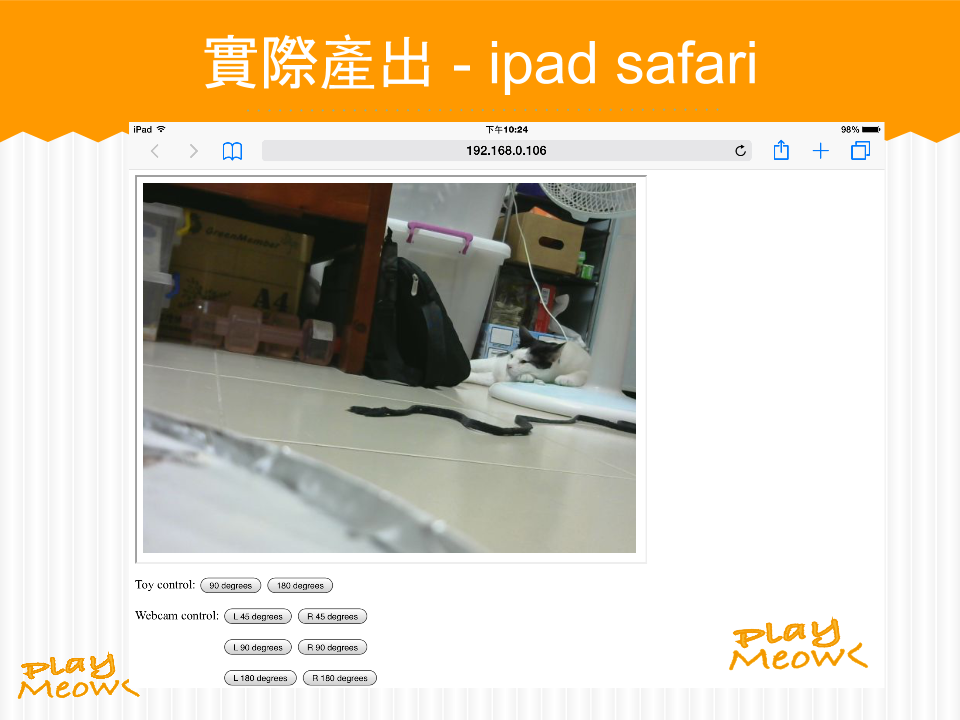 實際產出 - ipad safari
iPad 下午10:24 98%
192.168.0.106
GreenMember
A4
Toy control: 90 degrees 180 degrees
Webcam control: L 45 degrees R 45 degrees
L 90 degrees R 90 degrees
L 180 degrees R 180 degrees
PLay
Meow
PLay
Meow